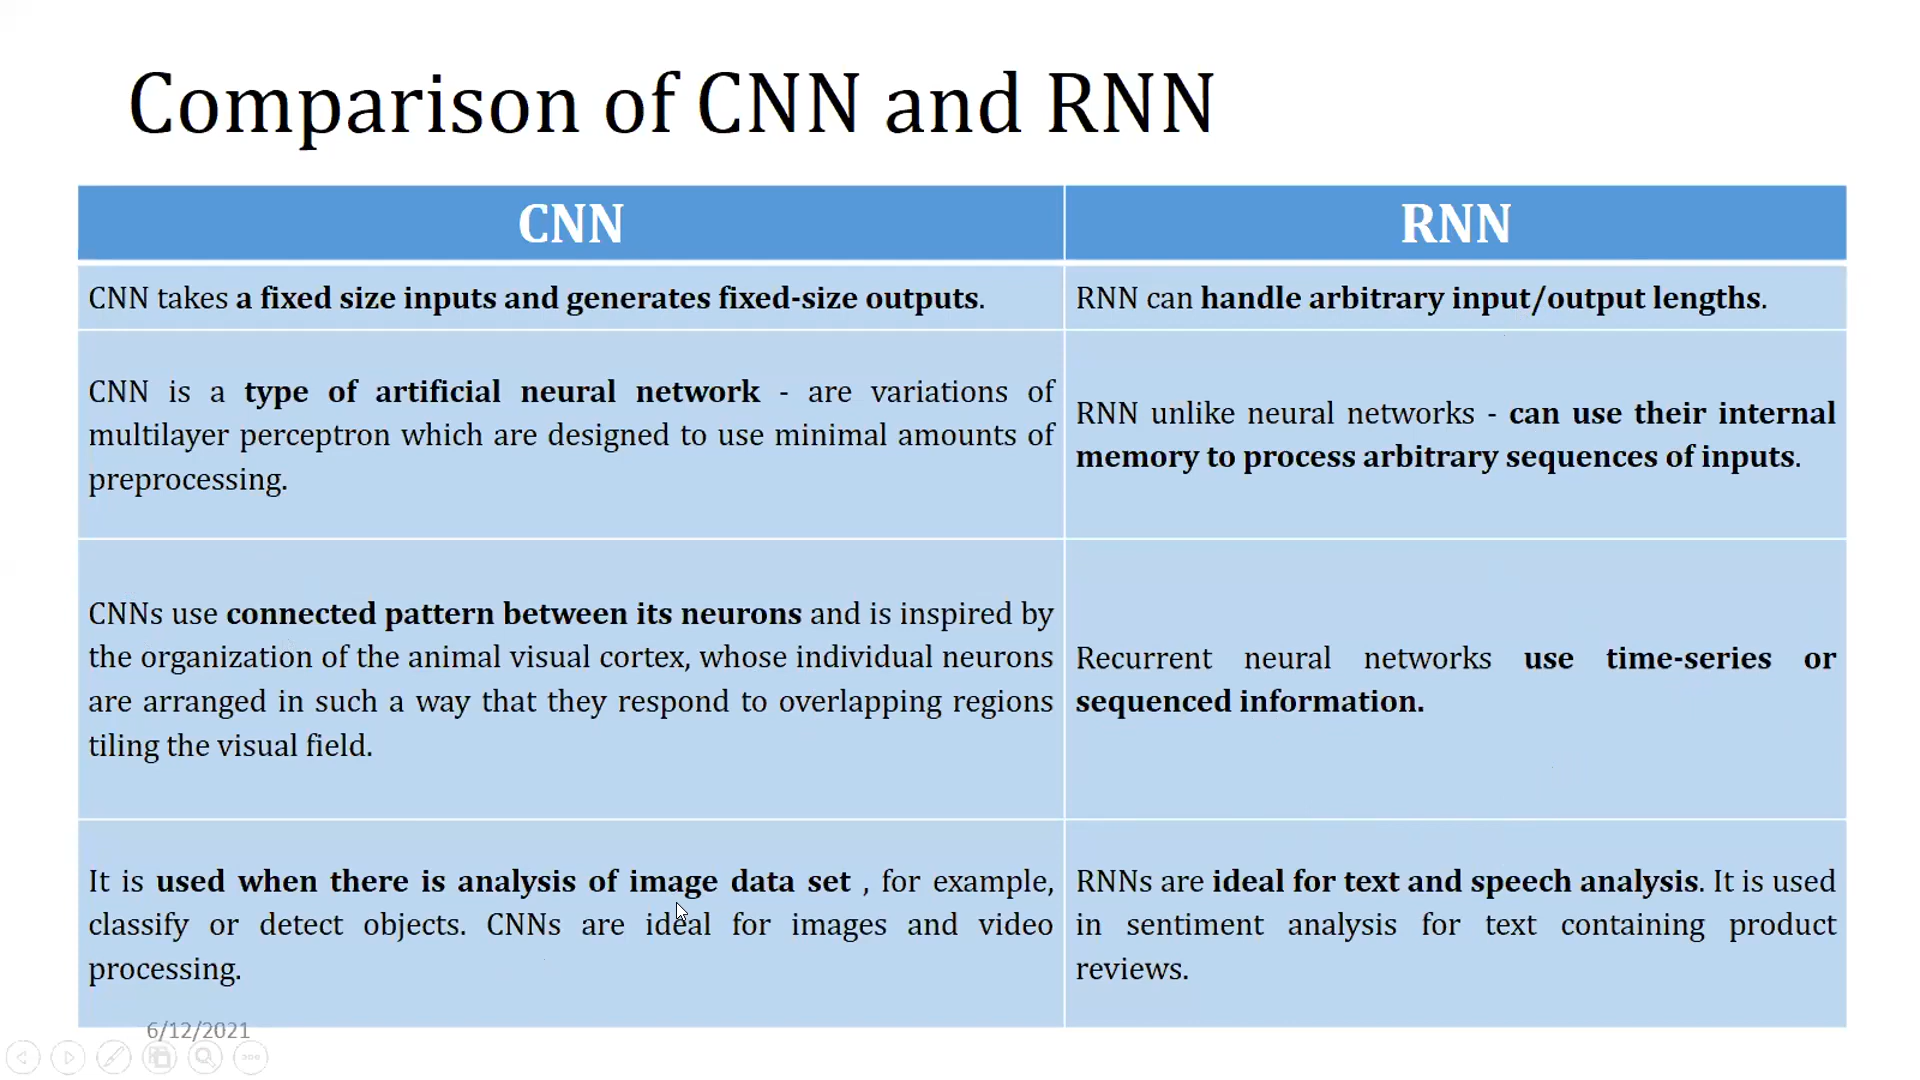 Comparison of CNN and RNN
CNN
RNN
CNN takes a fixed size inputs and generates fixed-size outputs.
RNN can handle arbitrary input/output lengths.
CNN is a type of artificial neural network - are variations of
multilayer perceptron which are designed to use minimal amounts of
preprocessing.
RNN unlike neural networks - can use their internal
memory to process arbitrary sequences of inputs.
CNNs use connected pattern between its neurons and is inspired by
the organization of the animal visual cortex, whose individual neurons
are arranged in such a way that they respond to overlapping regions
tiling the visual field.
Recurrent neural networks use time-series or
sequenced information.
It is used when there is analysis of image data set , for example,
classify or detect objects. CNNs are ideal for images and video
processing.
RNNs are ideal for text and speech analysis. It is used
in sentiment analysis for text containing product
reviews.
6/12/2021